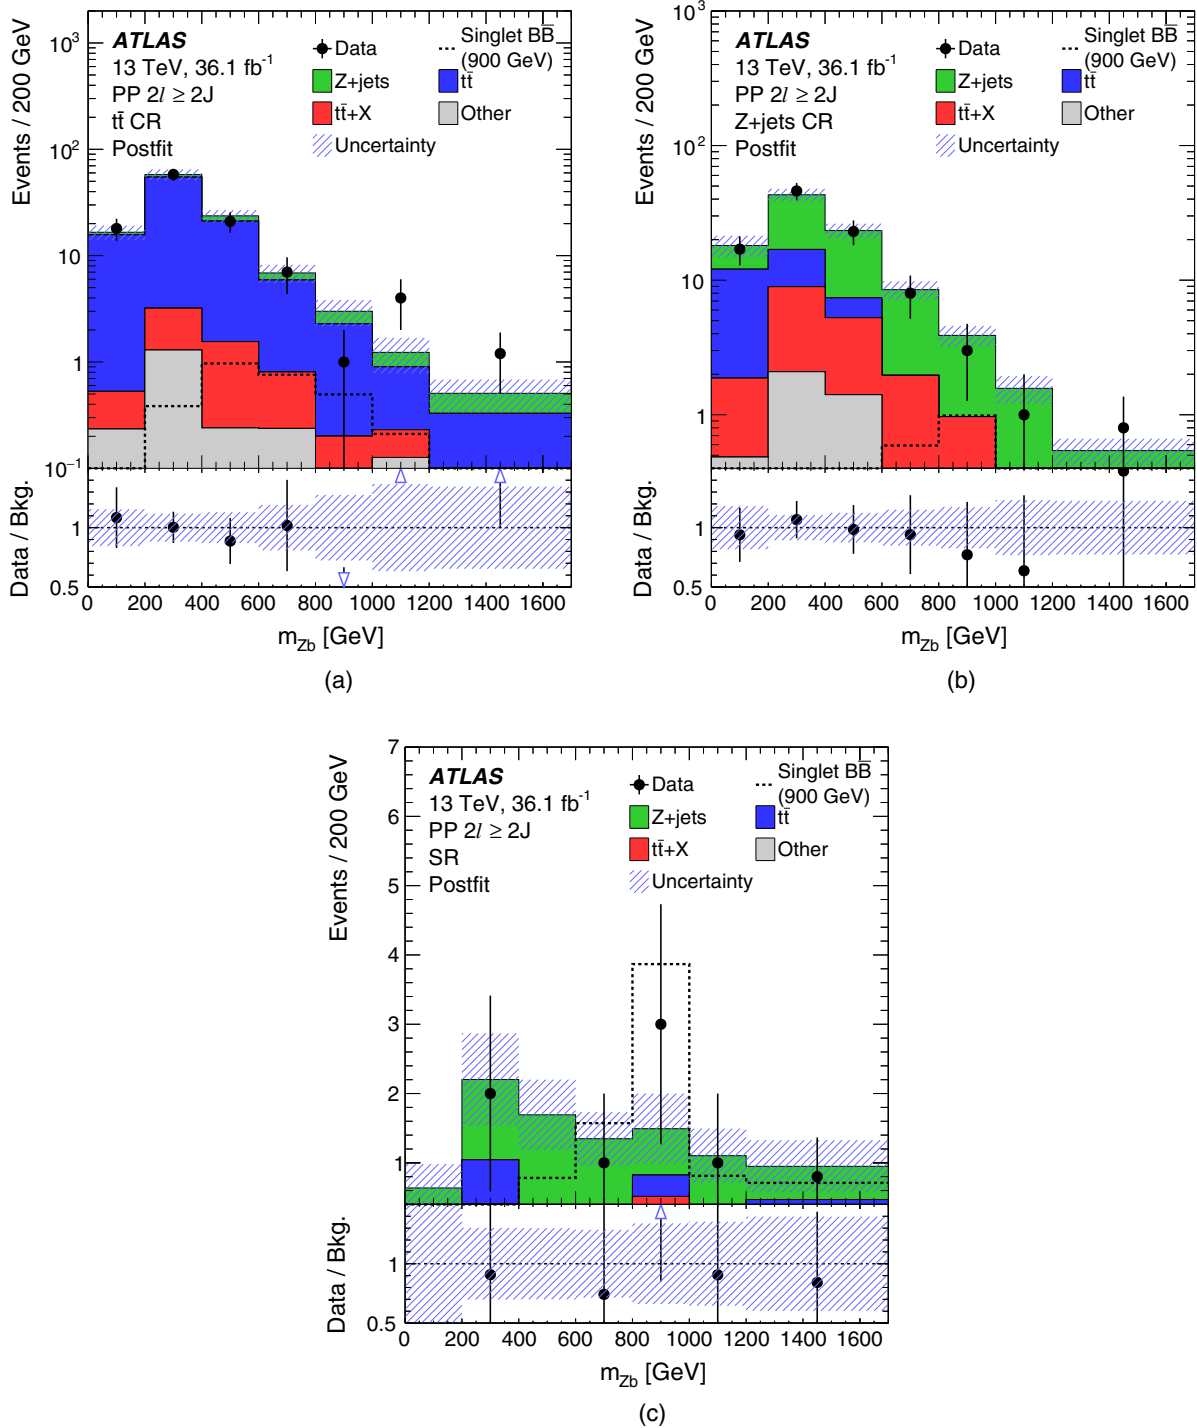 Events / 200 GeV
10³
10²
10
1
10⁻¹
ATLAS
13 TeV, 36.1 fb⁻¹
PP 2l ≥ 2J
tt̄ CR
Postfit
Data
Singlet BB̄
(900 GeV)
Z+jets
tt̄
tt̄+X
Other
Uncertainty
Data / Bkg.
1
0.5
0 200 400 600 800 1000 1200 1400 1600
m_Zb [GeV]
(a)
Events / 200 GeV
10³
10²
10
1
ATLAS
13 TeV, 36.1 fb⁻¹
PP 2l ≥ 2J
Z+jets CR
Postfit
Data
Singlet BB̄
(900 GeV)
Z+jets
tt̄
tt̄+X
Other
Uncertainty
Data / Bkg.
1
0.5
0 200 400 600 800 1000 1200 1400 1600
m_Zb [GeV]
(b)
Events / 200 GeV
7
6
5
4
3
2
1
ATLAS
13 TeV, 36.1 fb⁻¹
PP 2l ≥ 2J
SR
Postfit
Data
Singlet BB̄
(900 GeV)
Z+jets
tt̄
tt̄+X
Other
Uncertainty
Data / Bkg.
1
0.5
0 200 400 600 800 1000 1200 1400 1600
m_Zb [GeV]
(c)